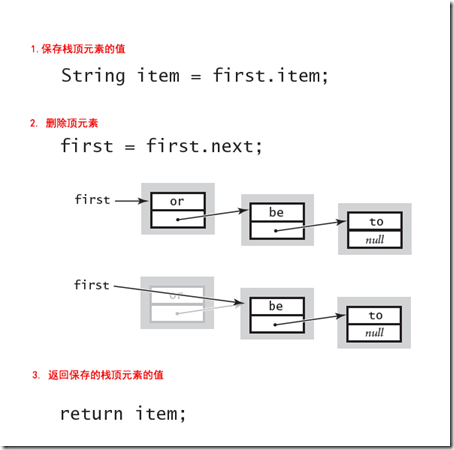 1.保存栈顶元素的值
String item = first.item;
2. 删除顶元素
first = first.next;
first
or
be
to
null
first
or
be
to
null
3. 返回保存的栈顶元素的值
return item;